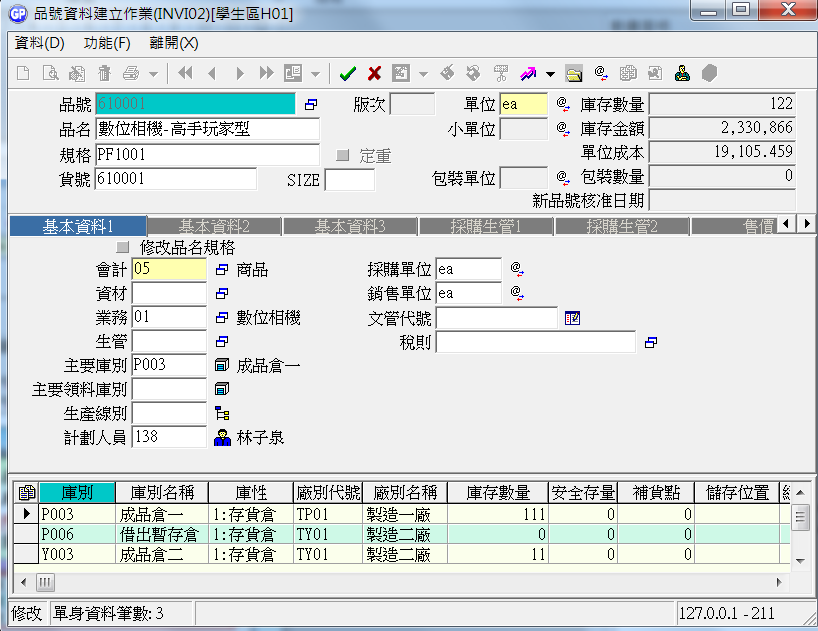 GP 品號資料建立作業(INVI02)[學生區H01]
資料(D) 功能(F) 離開(X)
品號 610001 版次 單位 ea 庫存數量 122
品名 數位相機-高手玩家型 小單位 庫存金額 2,330,866
規格 PF1001 定重 單位成本 19,105.459
貨號 610001 SIZE 包裝單位 包裝數量 0
新品號核准日期
基本資料1 基本資料2 基本資料3 採購生管1 採購生管2 售價
修改品名規格
會計 05 商品 採購單位 ea
資材 銷售單位 ea
業務 01 數位相機 文管代號
生管 稅則
主要庫別 P003 成品倉一
主要領料庫別
生產線別
計劃人員 138 林子泉
庫別 庫別名稱 庫性 廠別代號 廠別名稱 庫存數量 安全存量 補貨點 儲存位置
P003 成品倉一 1:存貨倉 TP01 製造一廠 111 0 0
P006 借出暫存倉 1:存貨倉 TY01 製造二廠 0 0 0
Y003 成品倉二 1:存貨倉 TY01 製造二廠 11 0 0
修改 單身資料筆數: 3 127.0.0.1 - 211